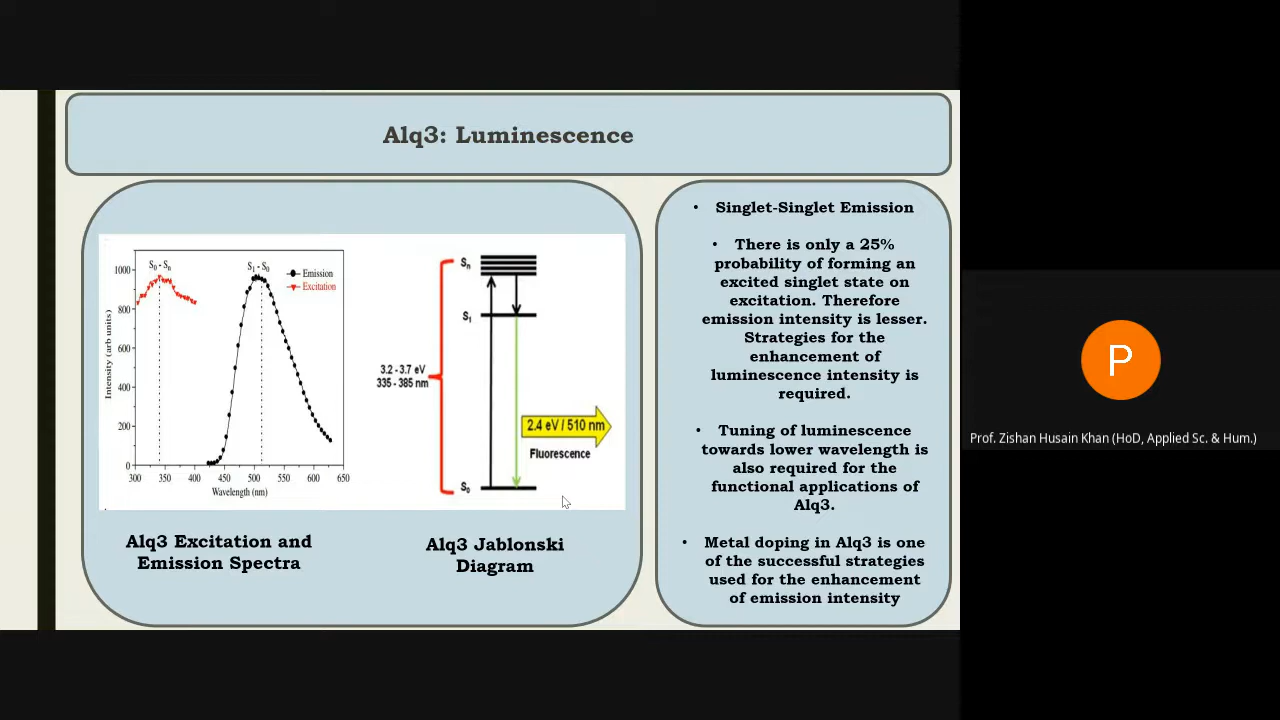 Alq3: Luminescence
S0 - Sn
S1 - S0
Emission
Excitation
1000
800
600
400
200
0
Intensity (arb units)
300 350 400 450 500 550 600 650
Wavelength (nm)
Sn
S1
3.2 - 3.7 eV
335 - 385 nm
2.4 eV / 510 nm
Fluorescence
S0
Alq3 Excitation and
Emission Spectra
Alq3 Jablonski
Diagram
• Singlet-Singlet Emission
• There is only a 25%
probability of forming an
excited singlet state on
excitation. Therefore
emission intensity is lesser.
Strategies for the
enhancement of
luminescence intensity is
required.
• Tuning of luminescence
towards lower wavelength is
also required for the
functional applications of
Alq3.
• Metal doping in Alq3 is one
of the successful strategies
used for the enhancement
of emission intensity
P
Prof. Zishan Husain Khan (HoD, Applied Sc. & Hum.)